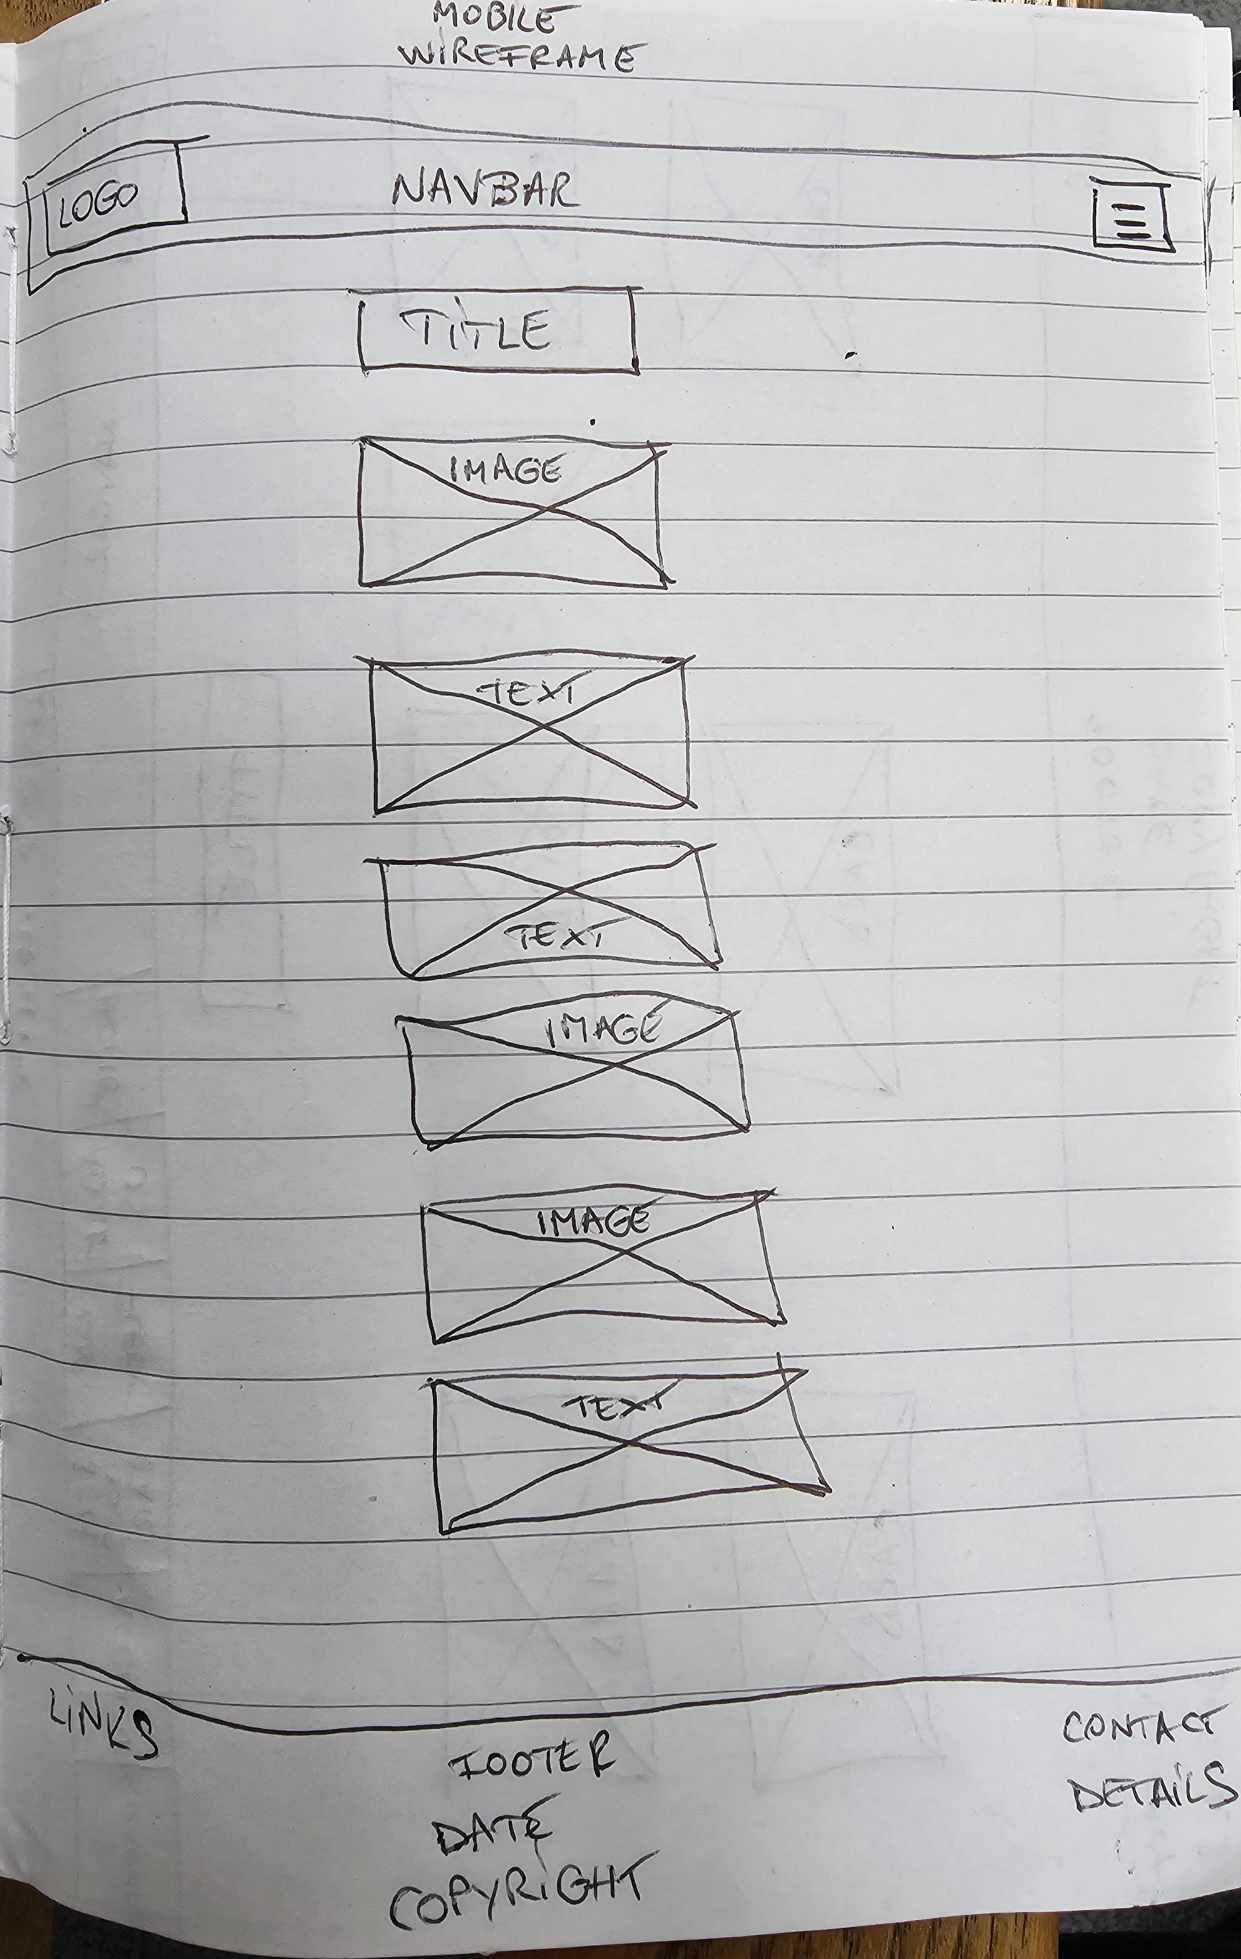 MOBILE
WIREFRAME
LOGO
NAVBAR
TITLE
IMAGE
TEXT
TEXT
IMAGE
IMAGE
TEXT
LINKS
FOOTER
DATE
COPYRIGHT
CONTACT
DETAILS